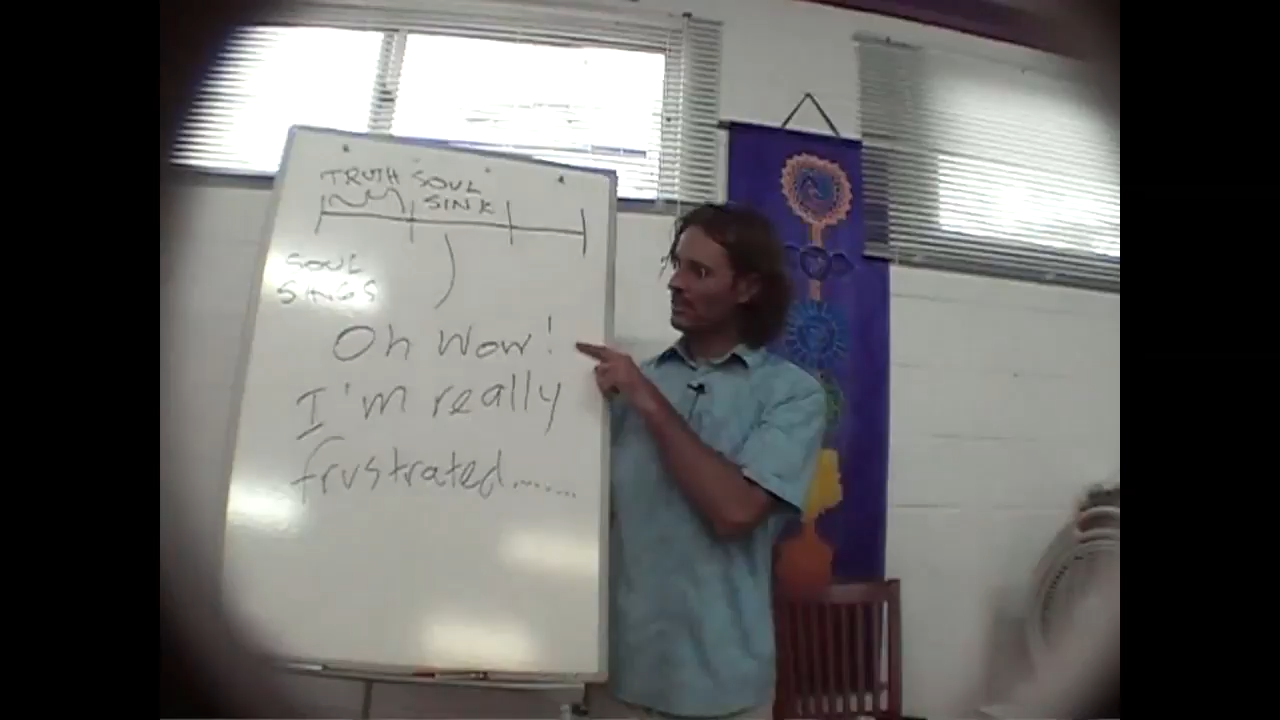 TRUTH SOUL
SINK
SOUL
SINGS
Oh Wow!
I'm really
frustrated.......